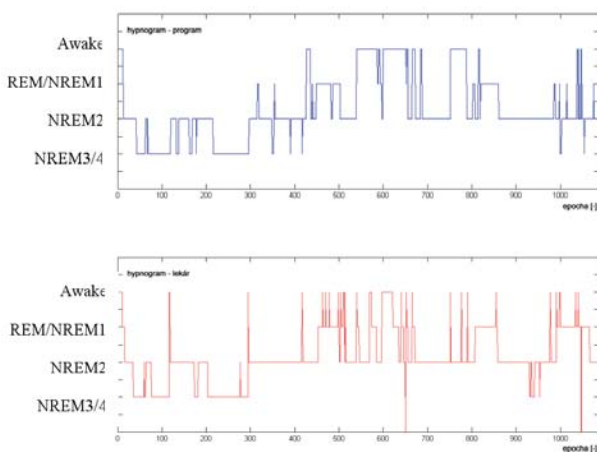 hypnogram - program
Awake
REM/NREM1
NREM2
NREM3/4
0 100 200 300 400 500 600 700 800 900 1000
epocha [-]
hypnogram - lekár
Awake
REM/NREM1
NREM2
NREM3/4
0 100 200 300 400 500 600 700 800 900 1000
epocha [-]